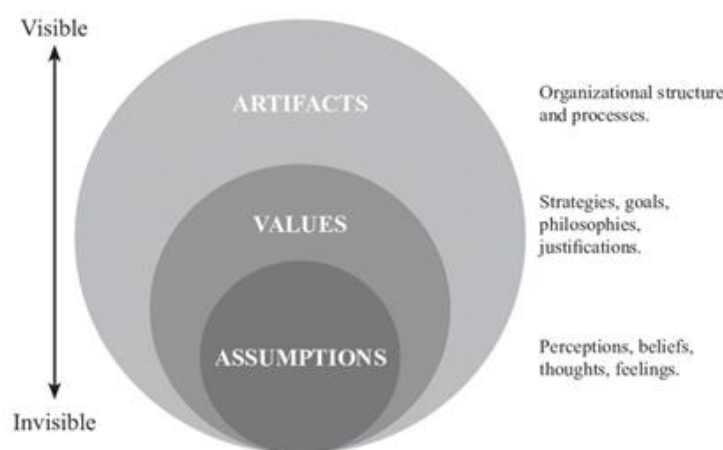 Visible
ARTIFACTS
Organizational structure
and processes.
VALUES
Strategies, goals,
philosophies,
justifications.
ASSUMPTIONS
Perceptions, beliefs,
thoughts, feelings.
Invisible